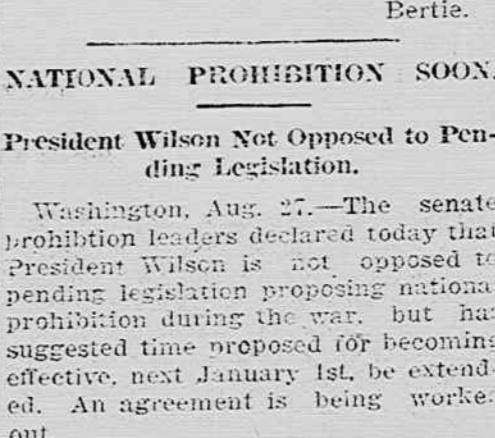 Bertie.
NATIONAL PROHIBITION SOON.
President Wilson Not Opposed to Pen-
ding Legislation.
Washington, Aug. 27.—The senate
prohibtion leaders declared today that
President Wilson is not opposed to
pending legislation proposing national
prohibition during the war, but has
suggested time proposed for becoming
effective, next January 1st, be extend-
ed. An agreement is being worked
out